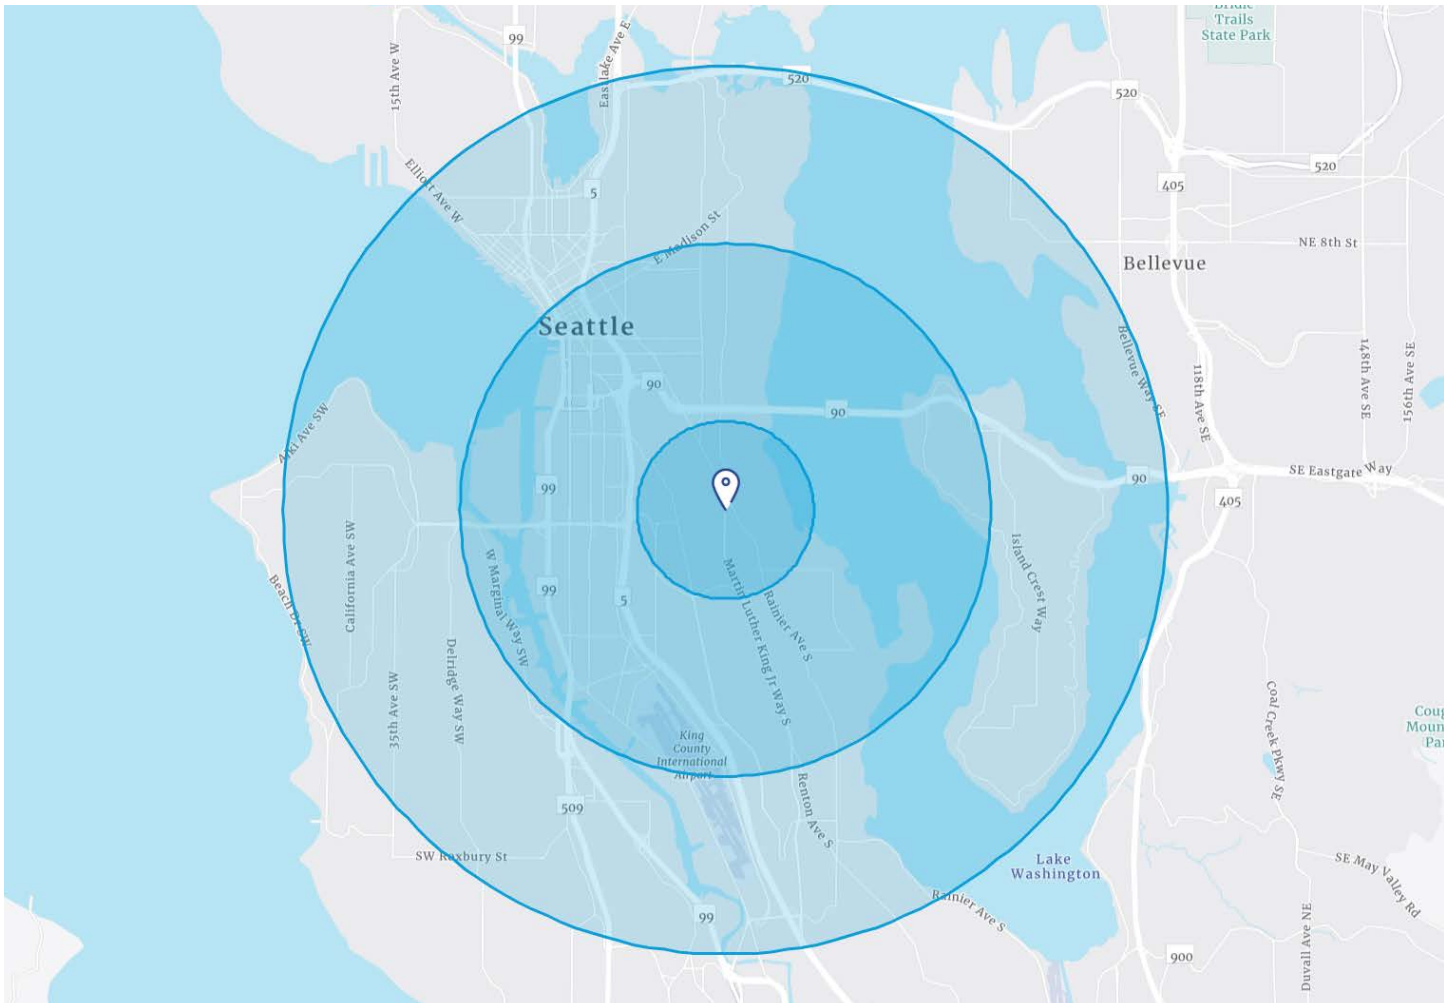 Bridle
Trails
State Park
99
15th Ave W
Eastlake Ave E
520
520
520
405
Elliott Ave W
5
E Madison St
NE 8th St
Bellevue
Seattle
Bellevue Way SE
118th Ave SE
148th Ave SE
156th Ave SE
90
90
Alki Ave SW
90
SE Eastgate Way
405
99
California Ave SW
W Marginal Way SW
Island Crest Way
Beach Dr SW
99
5
Martin Luther King Jr Way S
Rainier Ave S
35th Ave SW
Delridge Way SW
King
County
International
Airport
Coal Creek Pkwy SE
Renton Ave S
509
SW Roxbury St
Lake
Washington
SE May Valley Rd
Rainier Ave S
99
900
Duvall Ave NE
Coug
Moun
Par